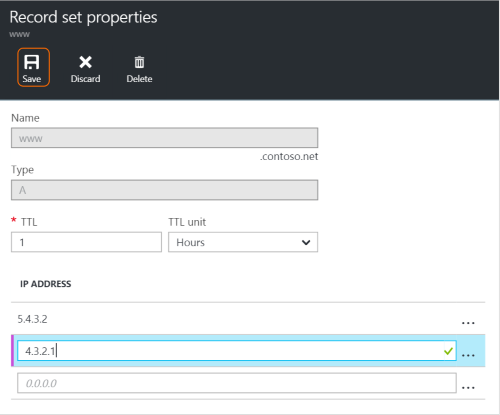 Record set properties
www
Save Discard Delete
Name
www
.contoso.net
Type
A
* TTL TTL unit
1 Hours
IP ADDRESS
5.4.3.2 ...
4.3.2.1 ...
0.0.0.0 ...